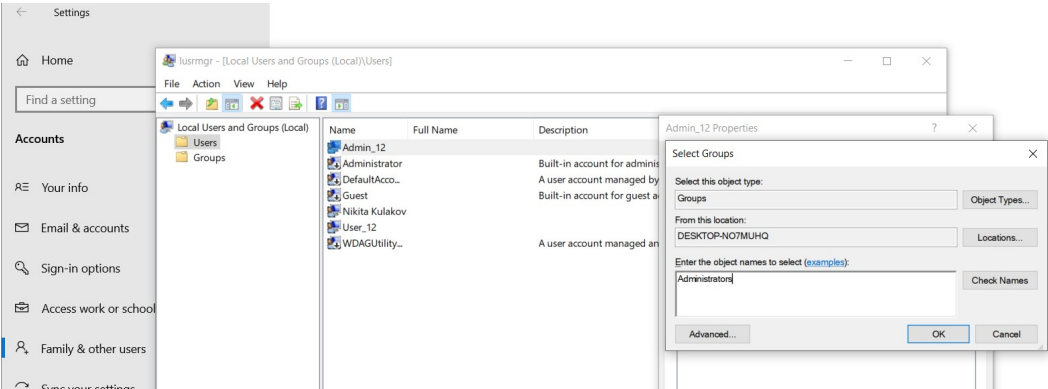 Settings
Home
Find a setting
Accounts
Your info
Email & accounts
Sign-in options
Access work or school
Family & other users
Sync your settings
lusrmgr - [Local Users and Groups (Local)\Users]
File Action View Help
Local Users and Groups (Local)
Users
Groups
Name Full Name Description
Admin_12
Administrator Built-in account for adminis
DefaultAcco... A user account managed by
Guest Built-in account for guest a
Nikita Kulakov
User_12
WDAGUtility... A user account managed an
Admin_12 Properties
Select Groups
Select this object type:
Groups Object Types...
From this location:
DESKTOP-NO7MUHQ Locations...
Enter the object names to select (examples):
Administrators Check Names
Advanced... OK Cancel